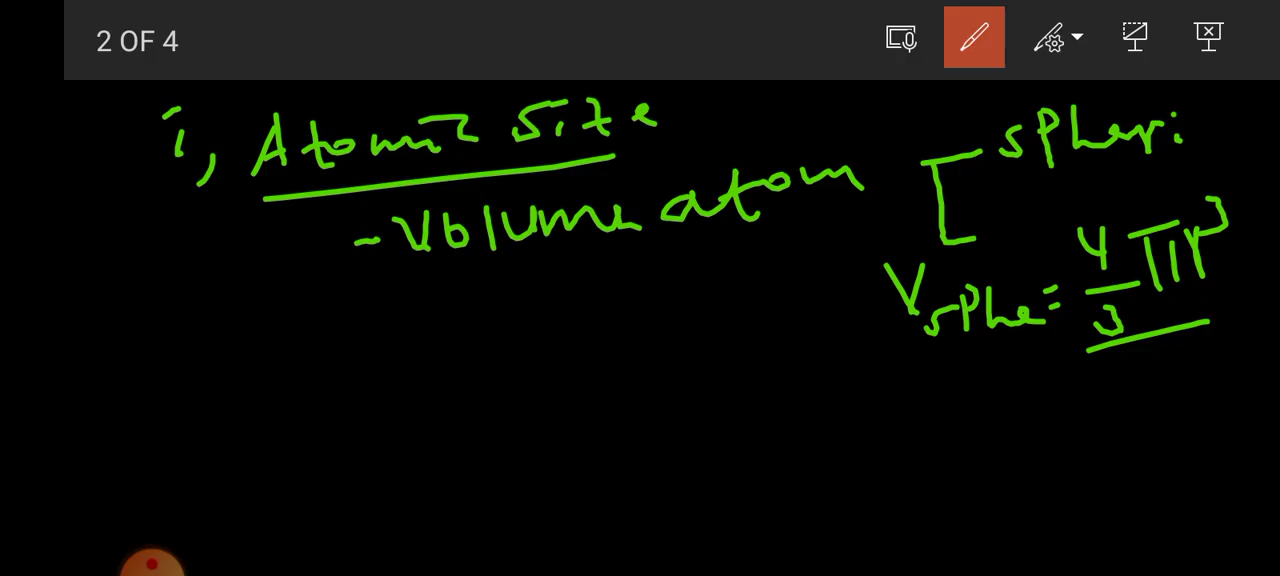 2 OF 4
i, Atomic Size
- Volume atom
spheri
Vsphe = 4/3 πr³